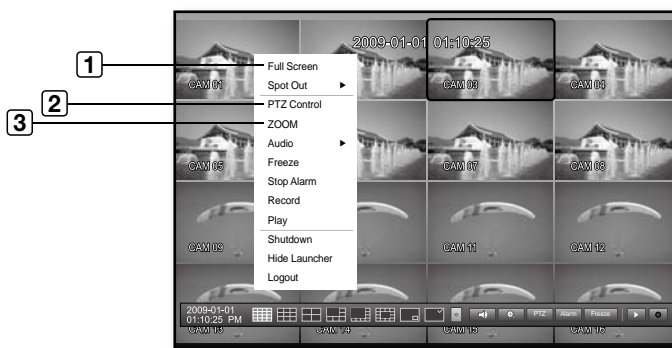 1
2
3
2009-01-01 01:10:25
CAM 01
CAM 03
CAM 04
Full Screen
Spot Out
PTZ Control
ZOOM
Audio
Freeze
Stop Alarm
Record
Play
Shutdown
Hide Launcher
Logout
CAM 05
CAM 07
CAM 08
CAM 09
CAM 11
CAM 12
2009-01-01
01:10:25 PM
PTZ
Alarm
Freeze
CAM 13
CAM 14
CAM 15
CAM 16